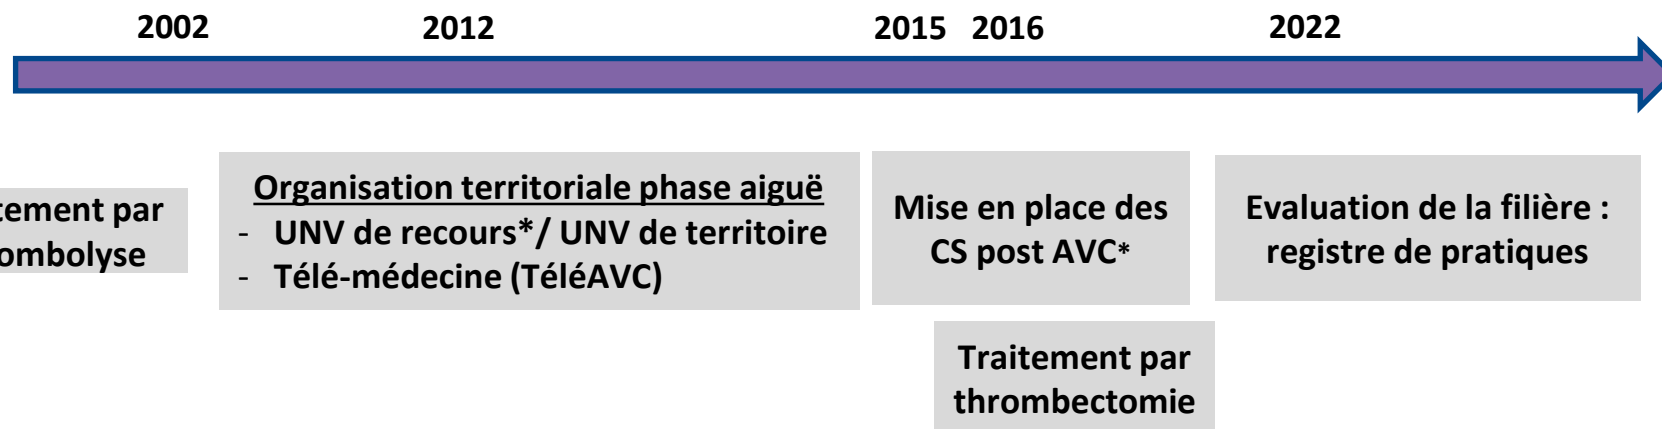 2002 2012 2015 2016 2022
tement par
ombolyse
Organisation territoriale phase aiguë
- UNV de recours*/ UNV de territoire
- Télé-médecine (TéléAVC)
Mise en place des
CS post AVC*
Evaluation de la filière :
registre de pratiques
Traitement par
thrombectomie